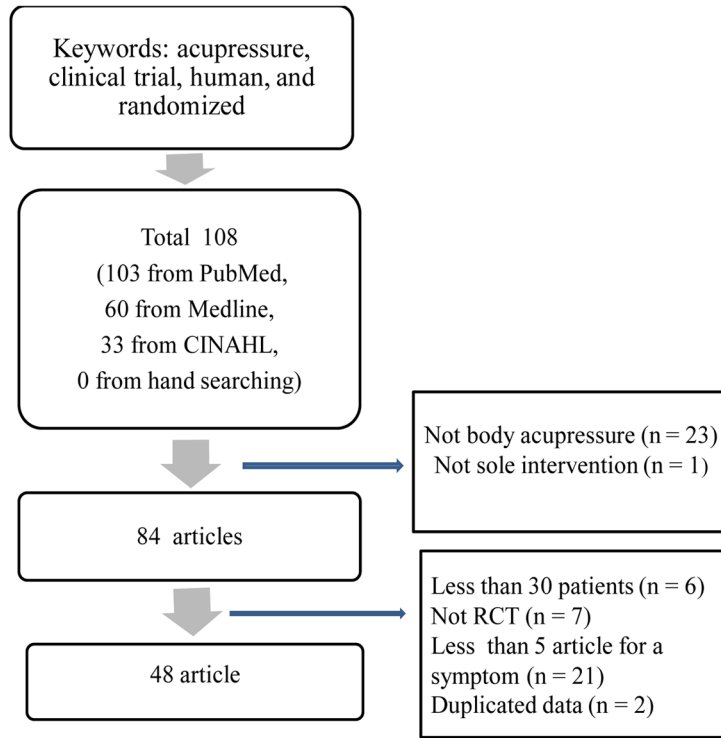 Keywords: acupressure,
clinical trial, human, and
randomized
Total 108
(103 from PubMed,
60 from Medline,
33 from CINAHL,
0 from hand searching)
Not body acupressure (n = 23)
Not sole intervention (n = 1)
84 articles
Less than 30 patients (n = 6)
Not RCT (n = 7)
Less than 5 article for a
symptom (n = 21)
Duplicated data (n = 2)
48 article